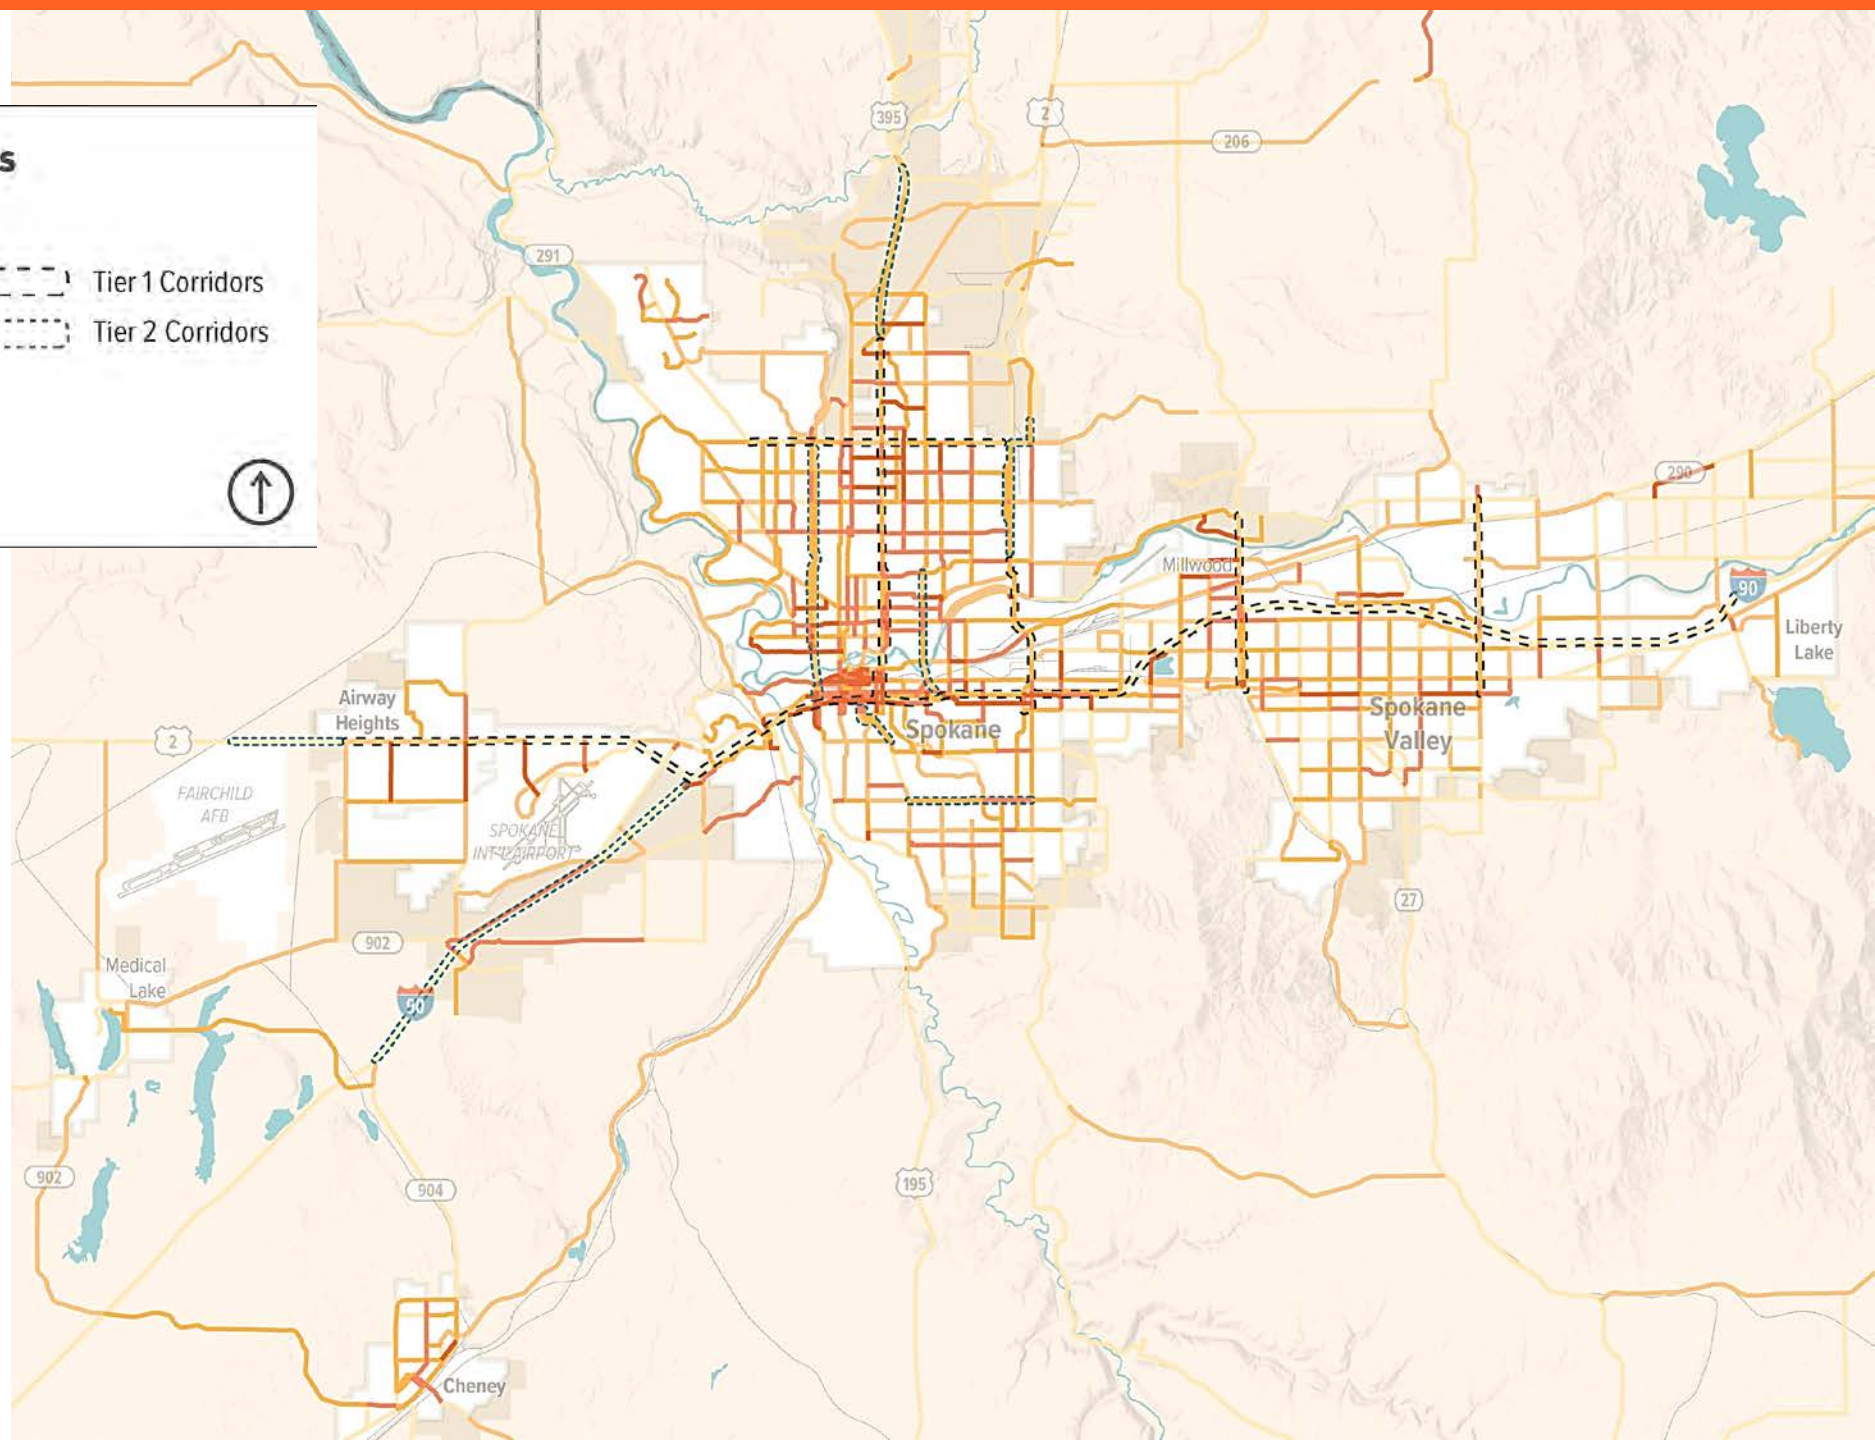 s
Tier 1 Corridors
Tier 2 Corridors
395
2
206
291
290
Millwood
90
Liberty
Lake
Airway
Heights
2
Spokane
Spokane
Valley
FAIRCHILD
AFB
SPOKANE
INT'L AIRPORT
27
902
Medical
Lake
90
902
904
195
Cheney